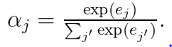 α_j = exp(e_j) / ∑_{j'} exp(e_{j'}).